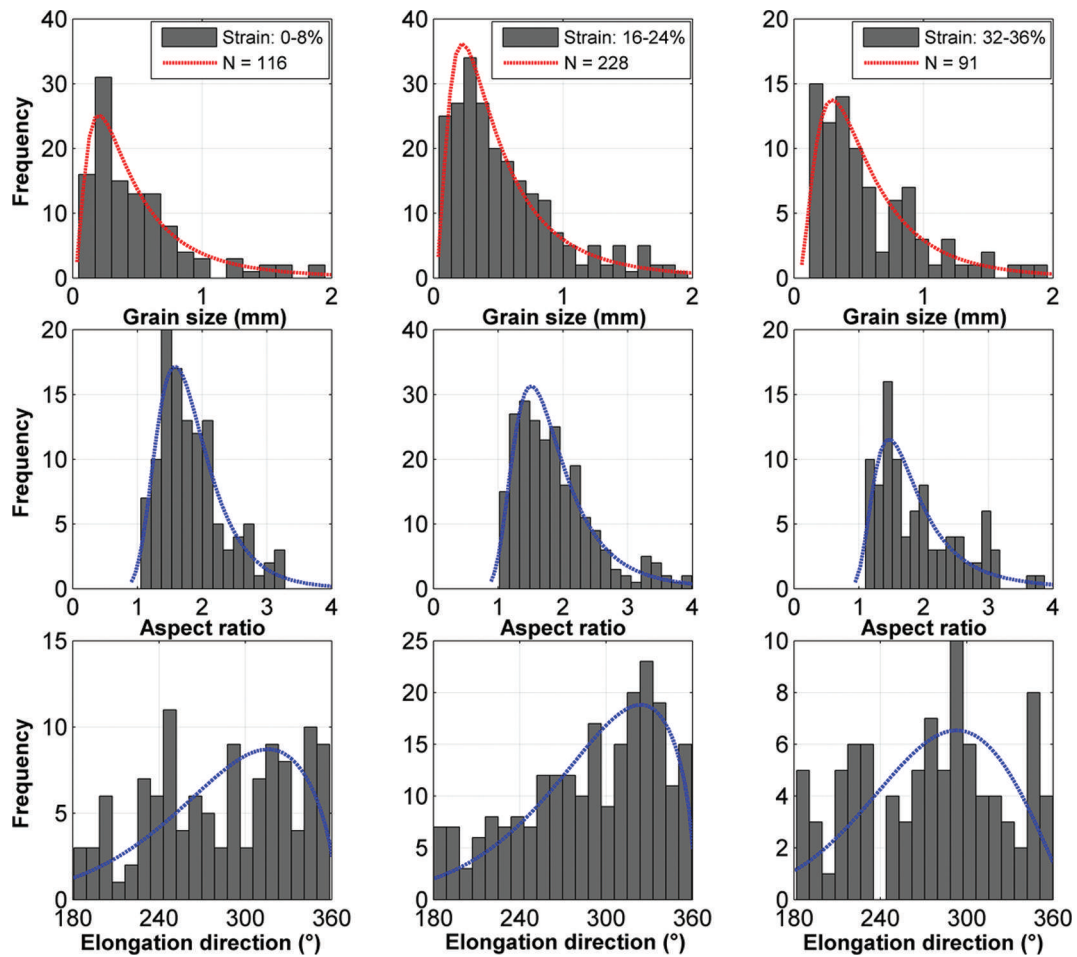 40
30
20
10
0
Frequency
Strain: 0-8%
N = 116
0 1 2
Grain size (mm)
40
30
20
10
0
Strain: 16-24%
N = 228
0 1 2
Grain size (mm)
20
15
10
5
0
Strain: 32-36%
N = 91
0 1 2
Grain size (mm)
20
15
10
5
0
Frequency
0 1 2 3 4
Aspect ratio
40
30
20
10
0
0 1 2 3 4
Aspect ratio
20
15
10
5
0
0 1 2 3 4
Aspect ratio
15
10
5
0
Frequency
180 240 300 360
Elongation direction (°)
25
20
15
10
5
0
180 240 300 360
Elongation direction (°)
10
8
6
4
2
0
180 240 300 360
Elongation direction (°)